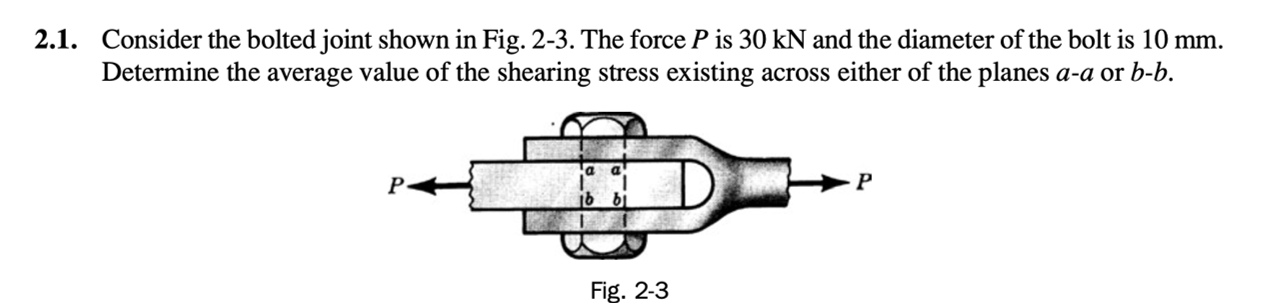 2.1. Consider the bolted joint shown in Fig. 2-3. The force P is 30 kN and the diameter of the bolt is 10 mm.
Determine the average value of the shearing stress existing across either of the planes a-a or b-b.
a a
P P
b b
Fig. 2-3